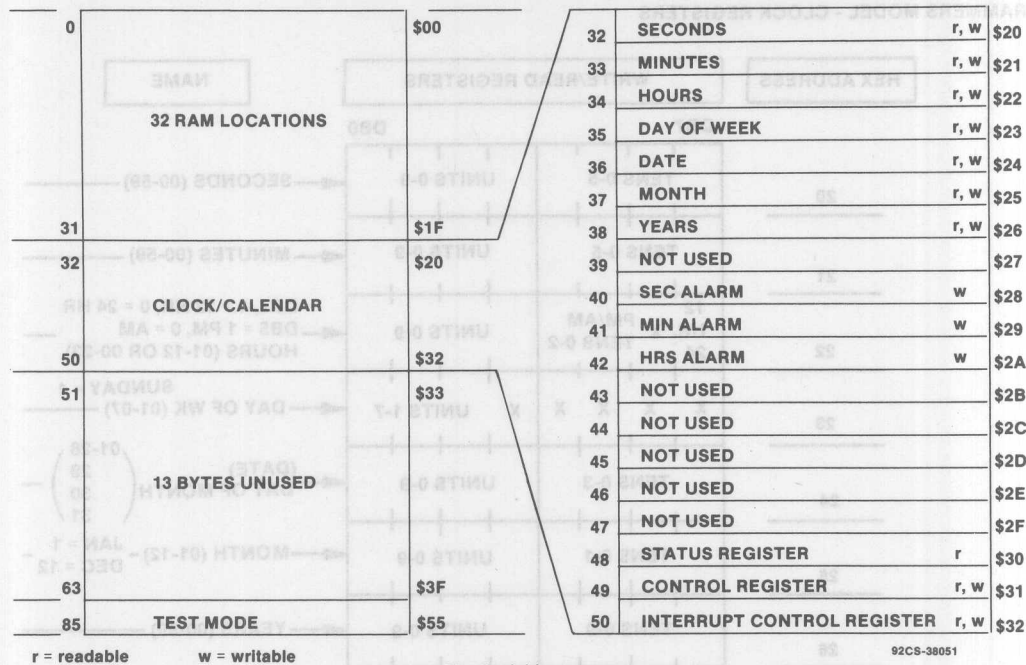 0 $00
32 RAM LOCATIONS
31 $1F
32 $20
CLOCK/CALENDAR
50 $32
51 $33
13 BYTES UNUSED
63 $3F
85 TEST MODE $55
r = readable w = writable
32 SECONDS r, w $20
33 MINUTES r, w $21
34 HOURS r, w $22
35 DAY OF WEEK r, w $23
36 DATE r, w $24
37 MONTH r, w $25
38 YEARS r, w $26
39 NOT USED $27
40 SEC ALARM w $28
41 MIN ALARM w $29
42 HRS ALARM w $2A
43 NOT USED $2B
44 NOT USED $2C
45 NOT USED $2D
46 NOT USED $2E
47 NOT USED $2F
48 STATUS REGISTER r $30
49 CONTROL REGISTER r, w $31
50 INTERRUPT CONTROL REGISTER r, w $32
92CS-38051